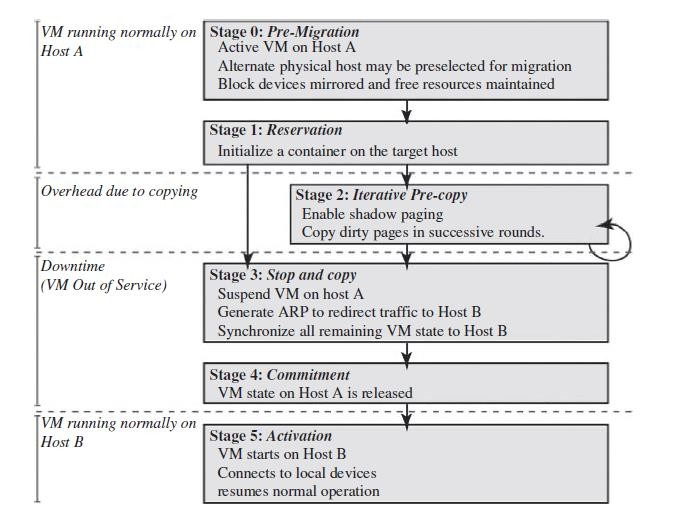 VM running normally on
Host A
Stage 0: Pre-Migration
Active VM on Host A
Alternate physical host may be preselected for migration
Block devices mirrored and free resources maintained
Stage 1: Reservation
Initialize a container on the target host
Overhead due to copying
Stage 2: Iterative Pre-copy
Enable shadow paging
Copy dirty pages in successive rounds.
Downtime
(VM Out of Service)
Stage 3: Stop and copy
Suspend VM on host A
Generate ARP to redirect traffic to Host B
Synchronize all remaining VM state to Host B
Stage 4: Commitment
VM state on Host A is released
VM running normally on
Host B
Stage 5: Activation
VM starts on Host B
Connects to local devices
resumes normal operation